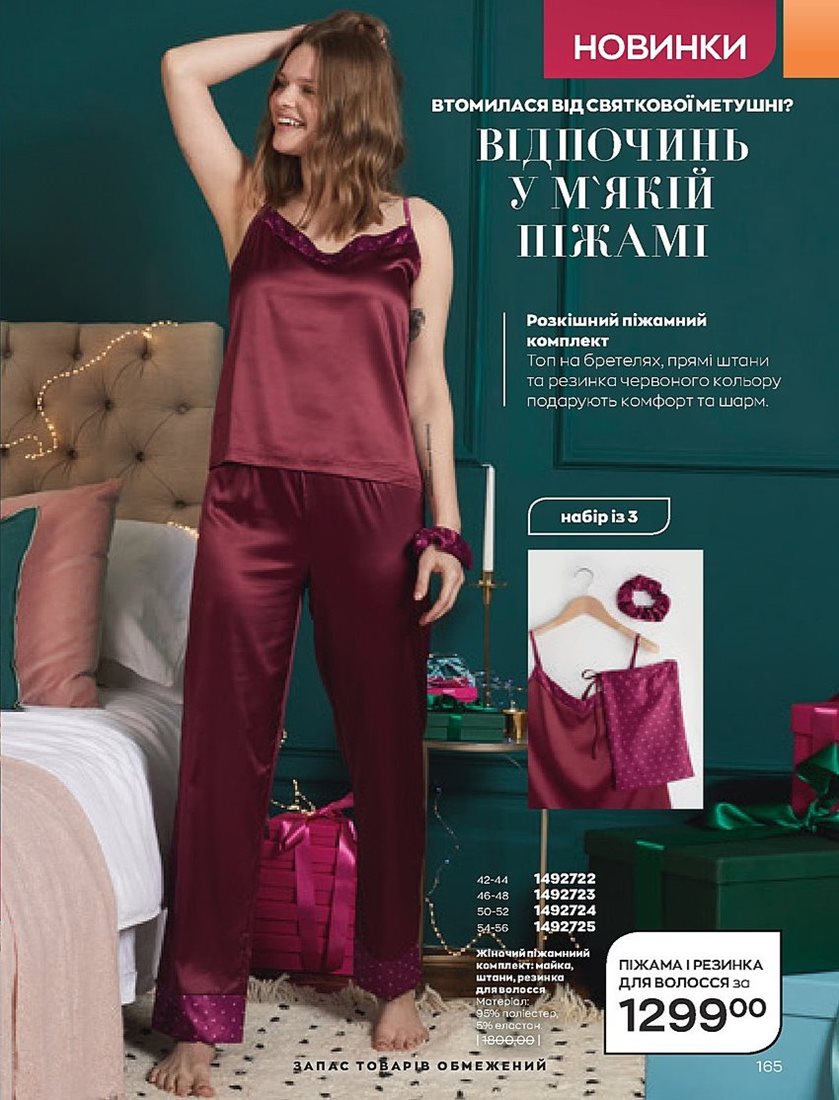 НОВИНКИ
ВТОМИЛАСЯ ВІД СВЯТКОВОЇ МЕТУШНІ?
ВІДПОЧИНЬ
У М`ЯКІЙ
ПІЖАМІ
Розкішний піжамний
комплект
Топ на бретелях, прямі штани
та резинка червоного кольору
подарують комфорт та шарм.
набір із 3
42-44 1492722
46-48 1492723
50-52 1492724
54-56 1492725
Жіночий піжамниий
комплект: майка,
штани, резинка
для волосся
Матеріал:
95% поліестер,
5% еластан.
| 1800,00 |
ПІЖАМА І РЕЗИНКА
ДЛЯ ВОЛОССЯ за
1299⁰⁰
ЗАПАС ТОВАРІВ ОБМЕЖЕНИЙ
165